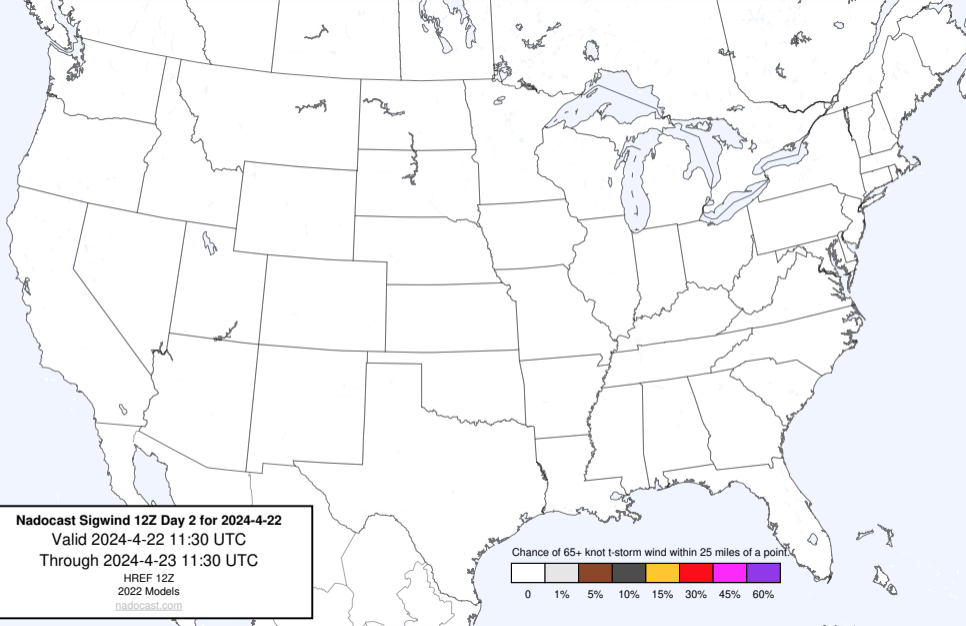 Nadocast Sigwind 12Z Day 2 for 2024-4-22
Valid 2024-4-22 11:30 UTC
Through 2024-4-23 11:30 UTC
HREF 12Z
2022 Models
nadocast.com
Chance of 65+ knot t-storm wind within 25 miles of a point.
0 1% 5% 10% 15% 30% 45% 60%